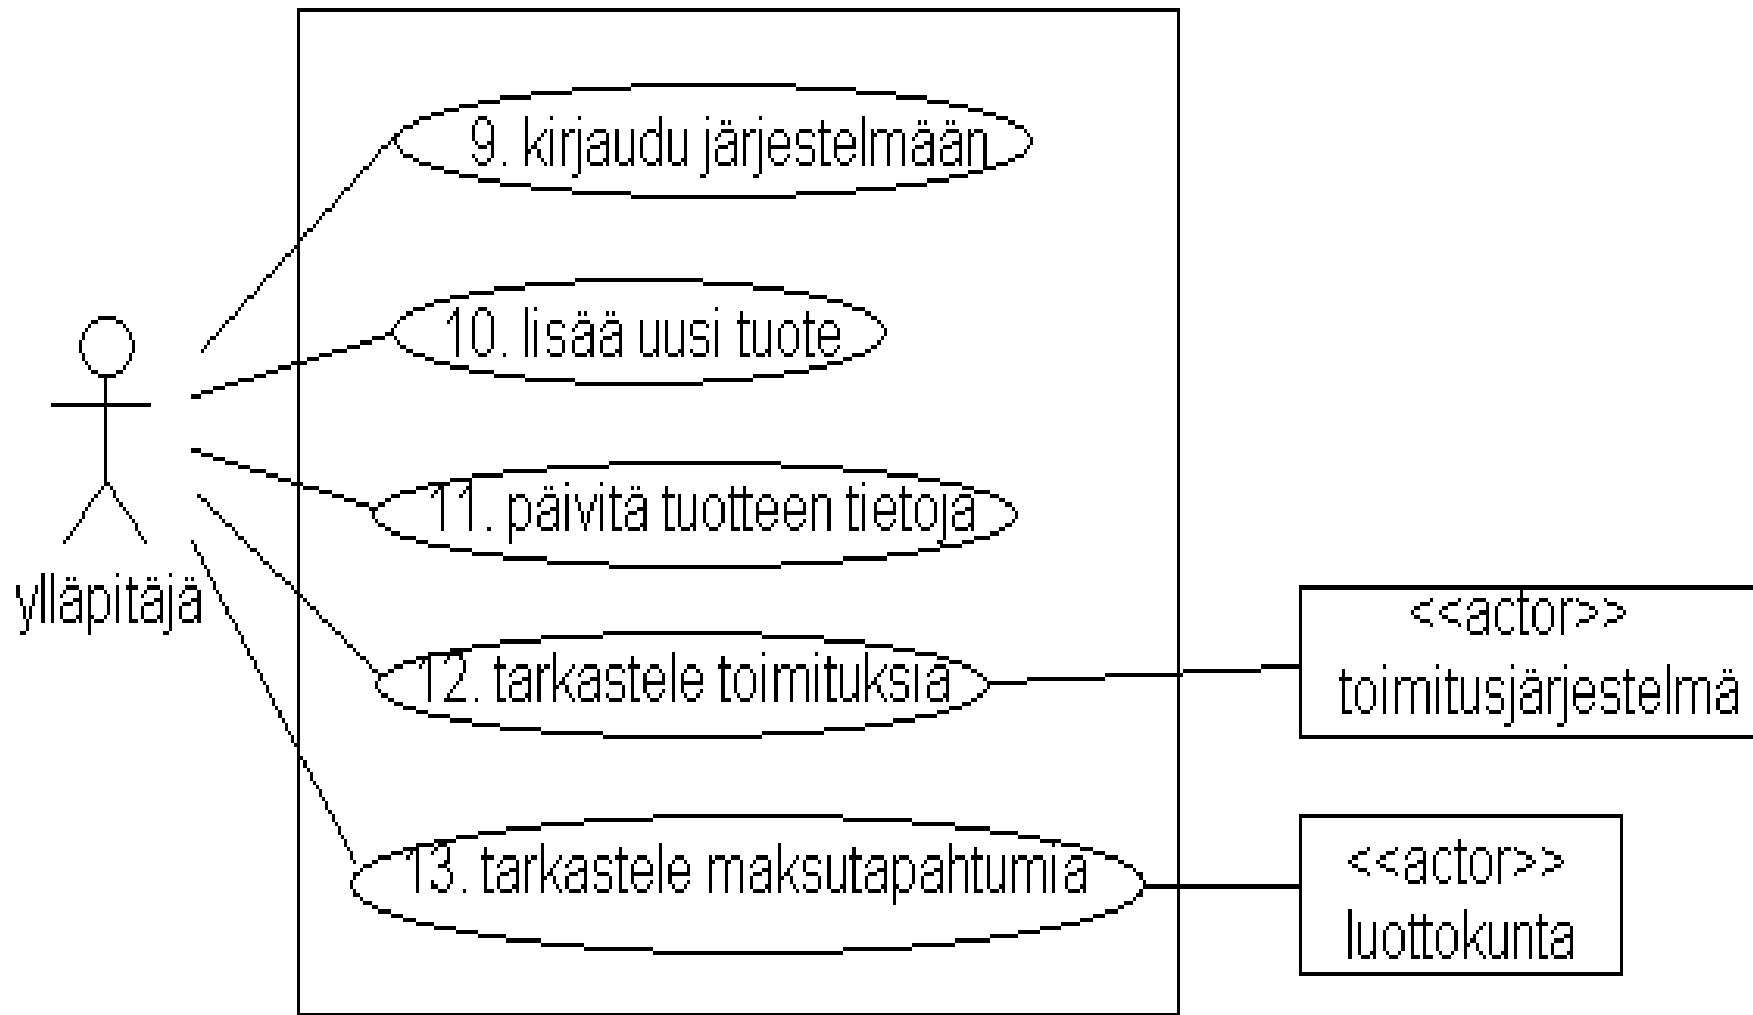 9. kirjaudu järjestelmään
10. lisää uusi tuote
11. päivitä tuotteen tietoja
ylläpitäjä
<<actor>>
toimitusjärjestelmä
12. tarkastele toimituksia
13. tarkastele maksutapahtumia
<<actor>>
luottokunta